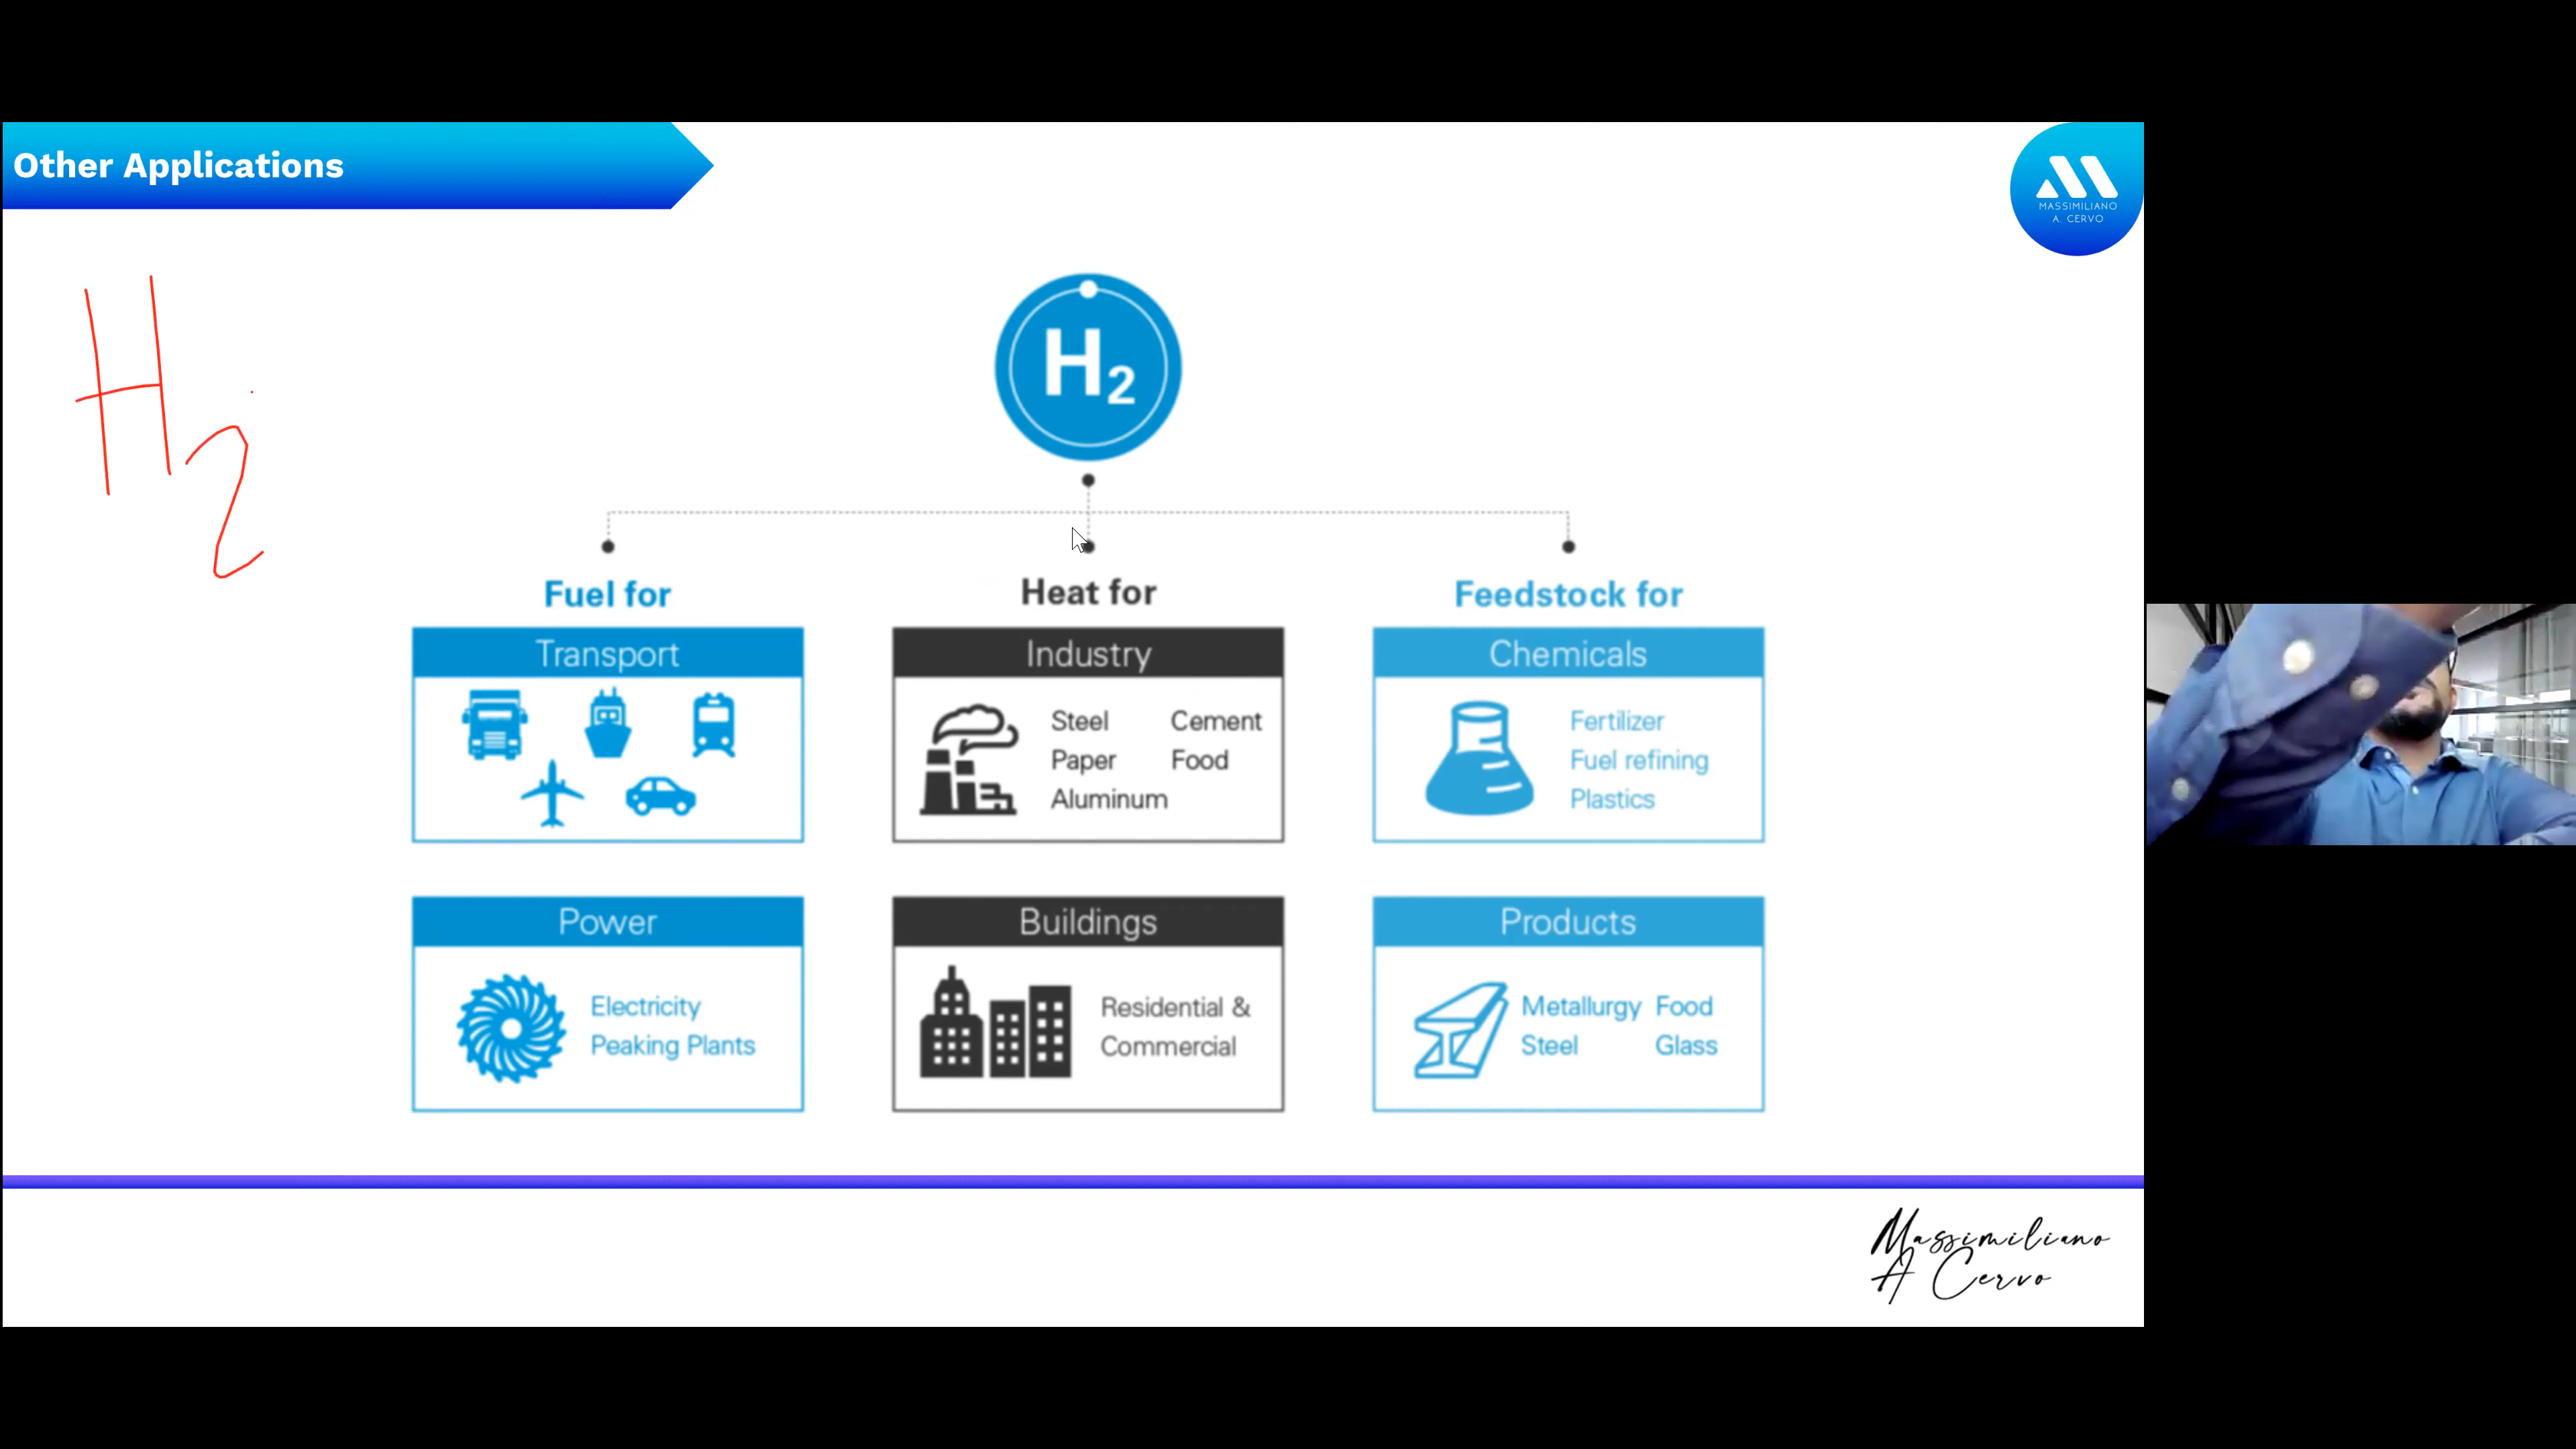 Other Applications
MASSIMILIANO
A. CERVO
H2
H2
Fuel for
Heat for
Feedstock for
Transport
Industry
Steel Cement
Paper Food
Aluminum
Chemicals
Fertilizer
Fuel refining
Plastics
Power
Electricity
Peaking Plants
Buildings
Residential &
Commercial
Products
Metallurgy Food
Steel Glass
Massimiliano
A Cervo